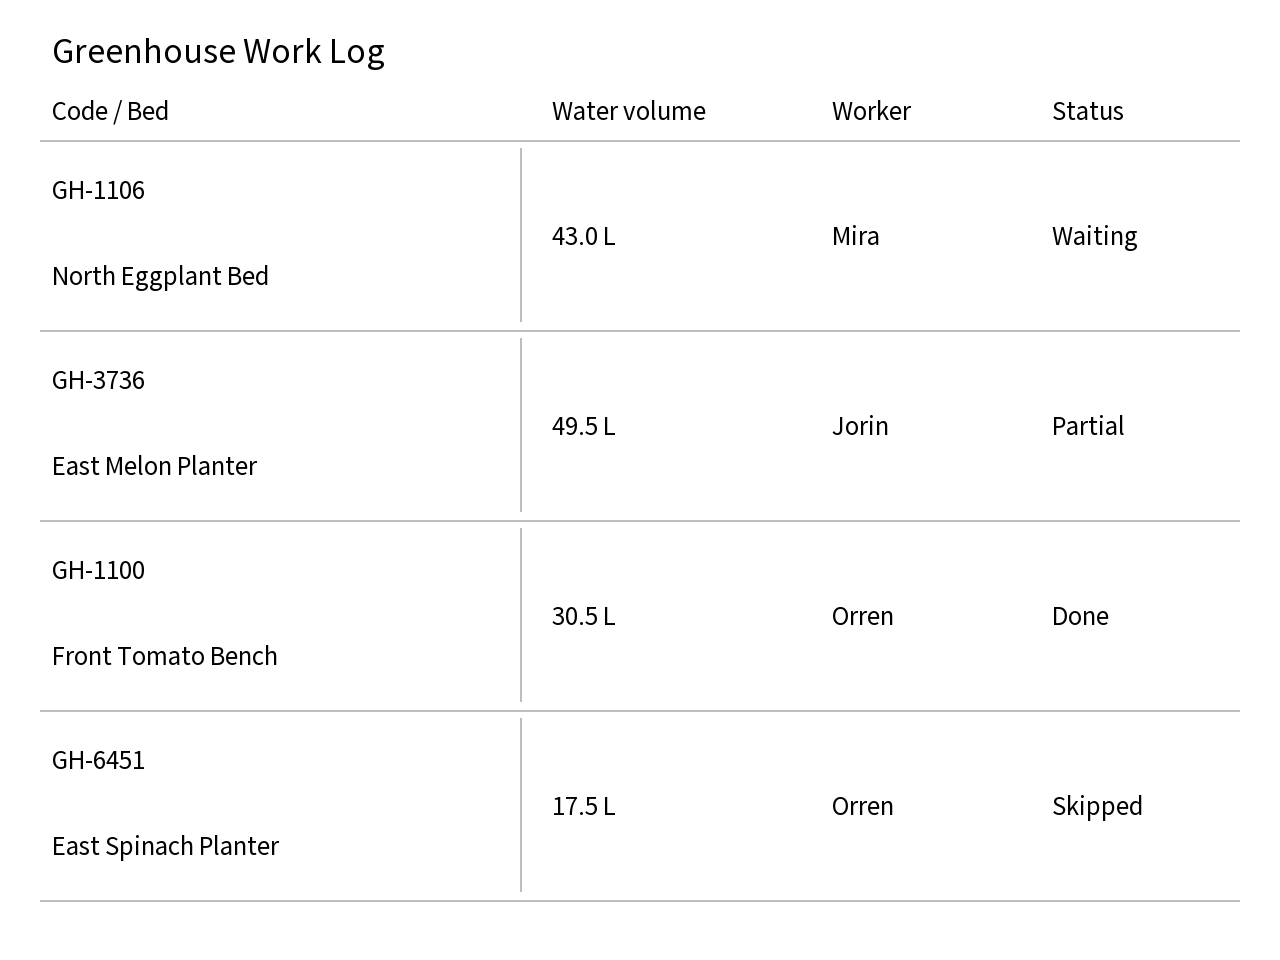 Greenhouse Work Log
Code / Bed Water volume Worker Status
GH-1106
North Eggplant Bed
43.0 L Mira Waiting
GH-3736
East Melon Planter
49.5 L Jorin Partial
GH-1100
Front Tomato Bench
30.5 L Orren Done
GH-6451
East Spinach Planter
17.5 L Orren Skipped